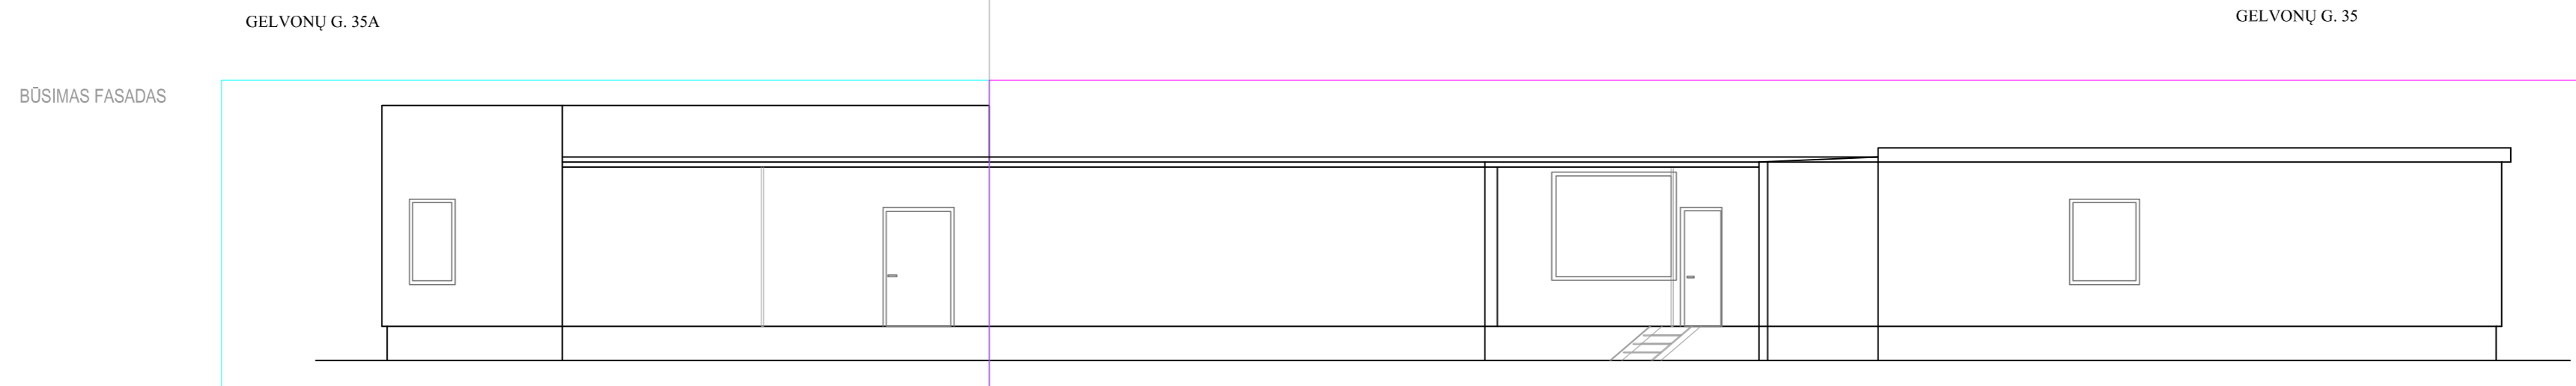 GELVONŲ G. 35A
GELVONŲ G. 35
BŪSIMAS FASADAS